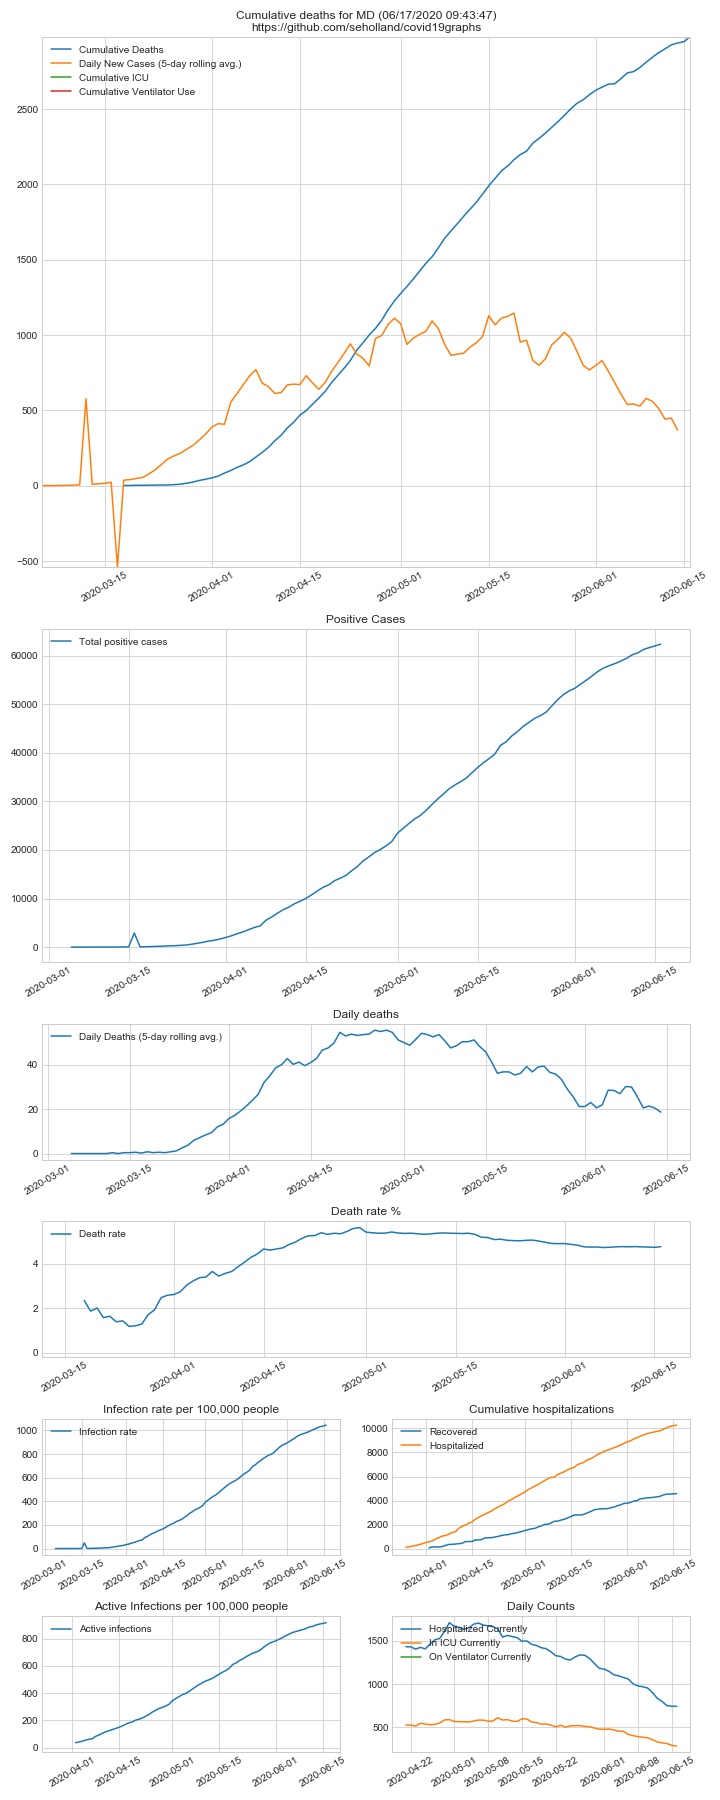 Cumulative deaths for MD (06/17/2020 09:43:47)
https://github.com/seholland/covid19graphs
Cumulative Deaths
Daily New Cases (5-day rolling avg.)
Cumulative ICU
Cumulative Ventilator Use
2500
2000
1500
1000
500
0
−500
2020-03-15 2020-04-01 2020-04-15 2020-05-01 2020-05-15 2020-06-01 2020-06-15
Positive Cases
Total positive cases
60000
50000
40000
30000
20000
10000
0
2020-03-01 2020-03-15 2020-04-01 2020-04-15 2020-05-01 2020-05-15 2020-06-01 2020-06-15
Daily deaths
Daily Deaths (5-day rolling avg.)
40
20
0
2020-03-01 2020-03-15 2020-04-01 2020-04-15 2020-05-01 2020-05-15 2020-06-01 2020-06-15
Death rate %
Death rate
4
2
0
2020-03-15 2020-04-01 2020-04-15 2020-05-01 2020-05-15 2020-06-01 2020-06-15
Infection rate per 100,000 people
Infection rate
1000
800
600
400
200
0
2020-03-01 2020-03-15 2020-04-01 2020-04-15 2020-05-01 2020-05-15 2020-06-01 2020-06-15
Cumulative hospitalizations
Recovered
Hospitalized
10000
8000
6000
4000
2000
0
2020-04-01 2020-04-15 2020-05-01 2020-05-15 2020-06-01 2020-06-15
Active Infections per 100,000 people
Active infections
800
600
400
200
0
2020-04-01 2020-04-15 2020-05-01 2020-05-15 2020-06-01 2020-06-15
Daily Counts
Hospitalized Currently
In ICU Currently
On Ventilator Currently
1500
1000
500
2020-04-22 2020-05-01 2020-05-08 2020-05-15 2020-05-22 2020-06-01 2020-06-08 2020-06-15